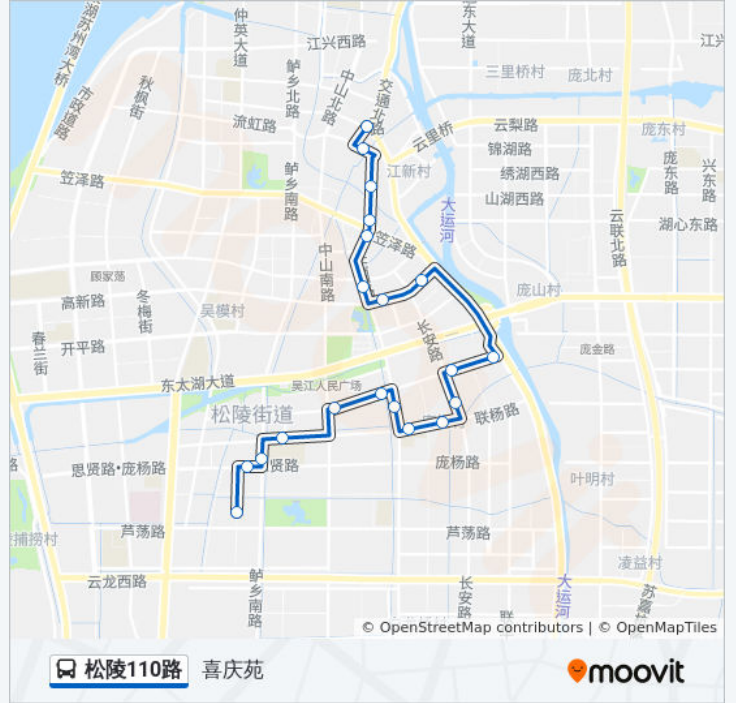 湖苏州湾大桥
市政道路
秋枫街
仲英大道
鲈乡北路
江兴西路
中山北路
交通北路
东大道
三里桥村
庞北村
流虹路
云里桥
云梨路
庞东村
锦湖路
江新村
绣湖西路
庞东路
兴东路
笠泽路
鲈乡南路
大运河
山湖西路
云联北路
湖心东路
笠泽路
中山南路
顾家荡
高新路
冬梅街
吴模村
庞山村
春兰街
开平路
长安路
庞金路
东太湖大道
吴江人民广场
松陵街道
联杨路
思贤路•庞杨路
贤路
庞杨路
叶明村
芦荡路
芦荡路
捕捞村
凌益村
云龙西路
鲈乡南路
长安路
大运河
© OpenStreetMap contributors | © OpenMapTiles
松陵110路 喜庆苑
moovit